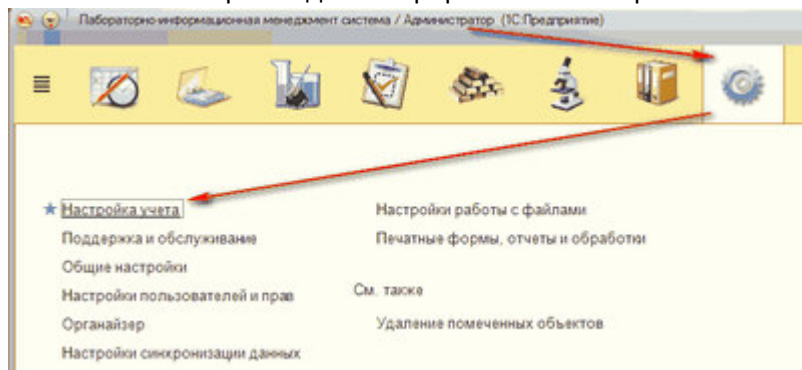 Лабораторно-информационная менеджмент система / Администратор (1С:Предприятие)
Настройка учета
Поддержка и обслуживание
Общие настройки
Настройки пользователей и прав
Органайзер
Настройки синхронизации данных
Настройки работы с файлами
Печатные формы, отчеты и обработки
См. также
Удаление помеченных объектов